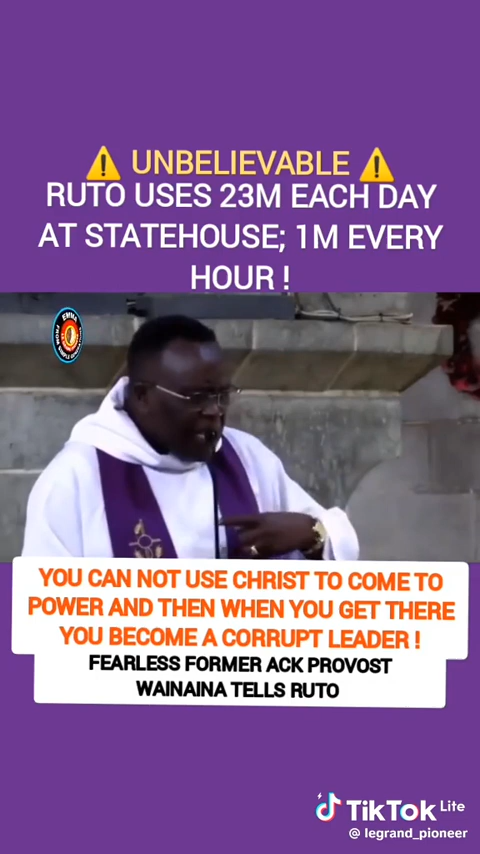 ⚠️ UNBELIEVABLE ⚠️
RUTO USES 23M EACH DAY
AT STATEHOUSE; 1M EVERY
HOUR !
YOU CAN NOT USE CHRIST TO COME TO
POWER AND THEN WHEN YOU GET THERE
YOU BECOME A CORRUPT LEADER !
FEARLESS FORMER ACK PROVOST
WAINAINA TELLS RUTO
TikTok Lite
@ legrand_pioneer